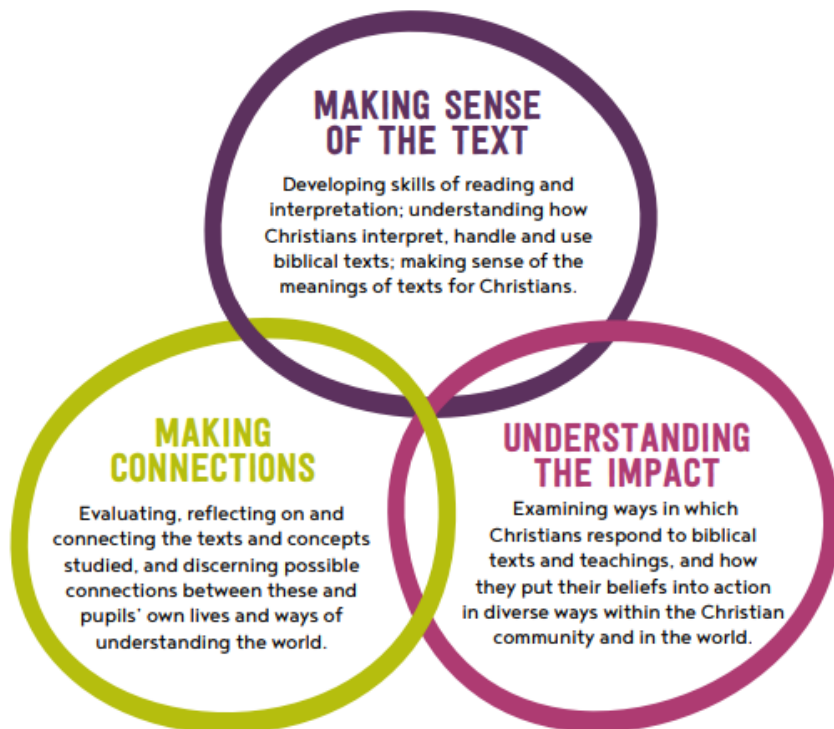 MAKING SENSE
OF THE TEXT
Developing skills of reading and
interpretation; understanding how
Christians interpret, handle and use
biblical texts; making sense of the
meanings of texts for Christians.
MAKING
CONNECTIONS
Evaluating, reflecting on and
connecting the texts and concepts
studied, and discerning possible
connections between these and
pupils' own lives and ways of
understanding the world.
UNDERSTANDING
THE IMPACT
Examining ways in which
Christians respond to biblical
texts and teachings, and how
they put their beliefs into action
in diverse ways within the Christian
community and in the world.